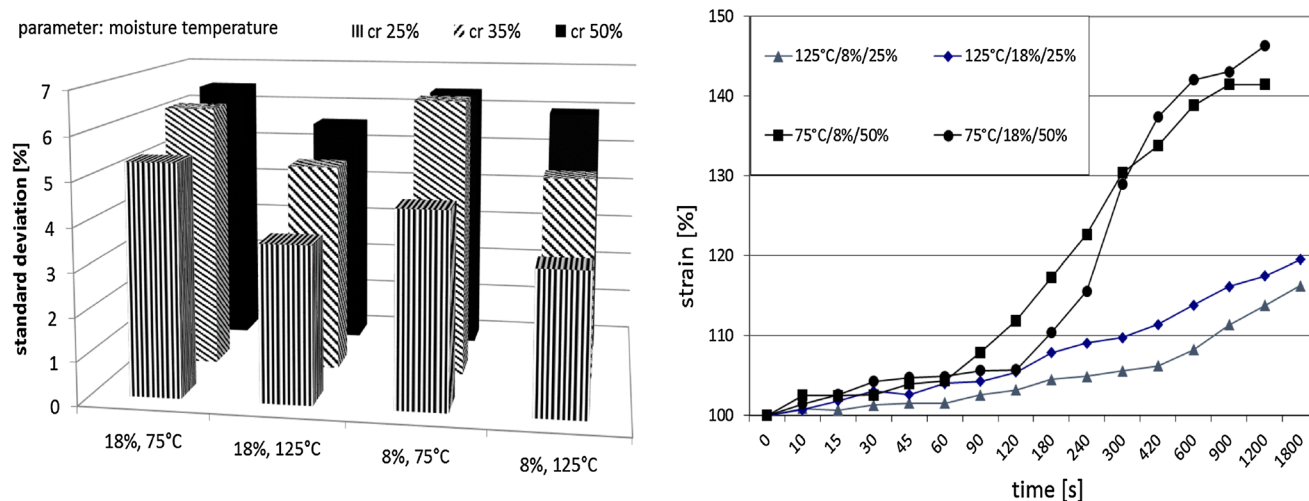 parameter: moisture temperature
cr 25%
cr 35%
cr 50%
standard deviation [%]
7
6
5
4
3
2
1
0
18%, 75°C
18%, 125°C
8%, 75°C
8%, 125°C
150
140
130
120
110
100
strain [%]
125°C/8%/25%
125°C/18%/25%
75°C/8%/50%
75°C/18%/50%
0
10
15
30
45
60
90
120
180
240
300
420
600
900
1200
1800
time [s]